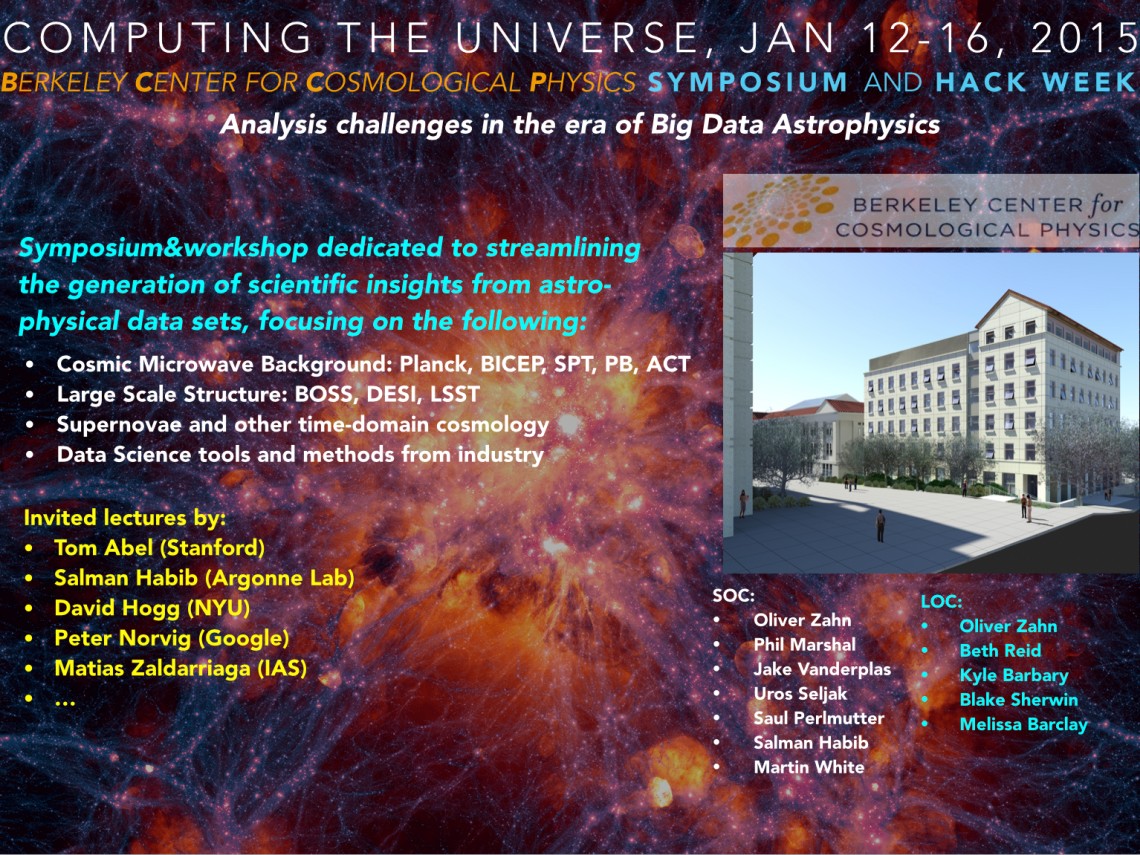 COMPUTING THE UNIVERSE, JAN 12-16, 2015
BERKELEY CENTER FOR COSMOLOGICAL PHYSICS SYMPOSIUM AND HACK WEEK
Analysis challenges in the era of Big Data Astrophysics
BERKELEY CENTER for
COSMOLOGICAL PHYSICS
Symposium&workshop dedicated to streamlining
the generation of scientific insights from astro-
physical data sets, focusing on the following:
• Cosmic Microwave Background: Planck, BICEP, SPT, PB, ACT
• Large Scale Structure: BOSS, DESI, LSST
• Supernovae and other time-domain cosmology
• Data Science tools and methods from industry
Invited lectures by:
• Tom Abel (Stanford)
• Salman Habib (Argonne Lab)
• David Hogg (NYU)
• Peter Norvig (Google)
• Matias Zaldarriaga (IAS)
• ...
SOC:
• Oliver Zahn
• Phil Marshal
• Jake Vanderplas
• Uros Seljak
• Saul Perlmutter
• Salman Habib
• Martin White
LOC:
• Oliver Zahn
• Beth Reid
• Kyle Barbary
• Blake Sherwin
• Melissa Barclay